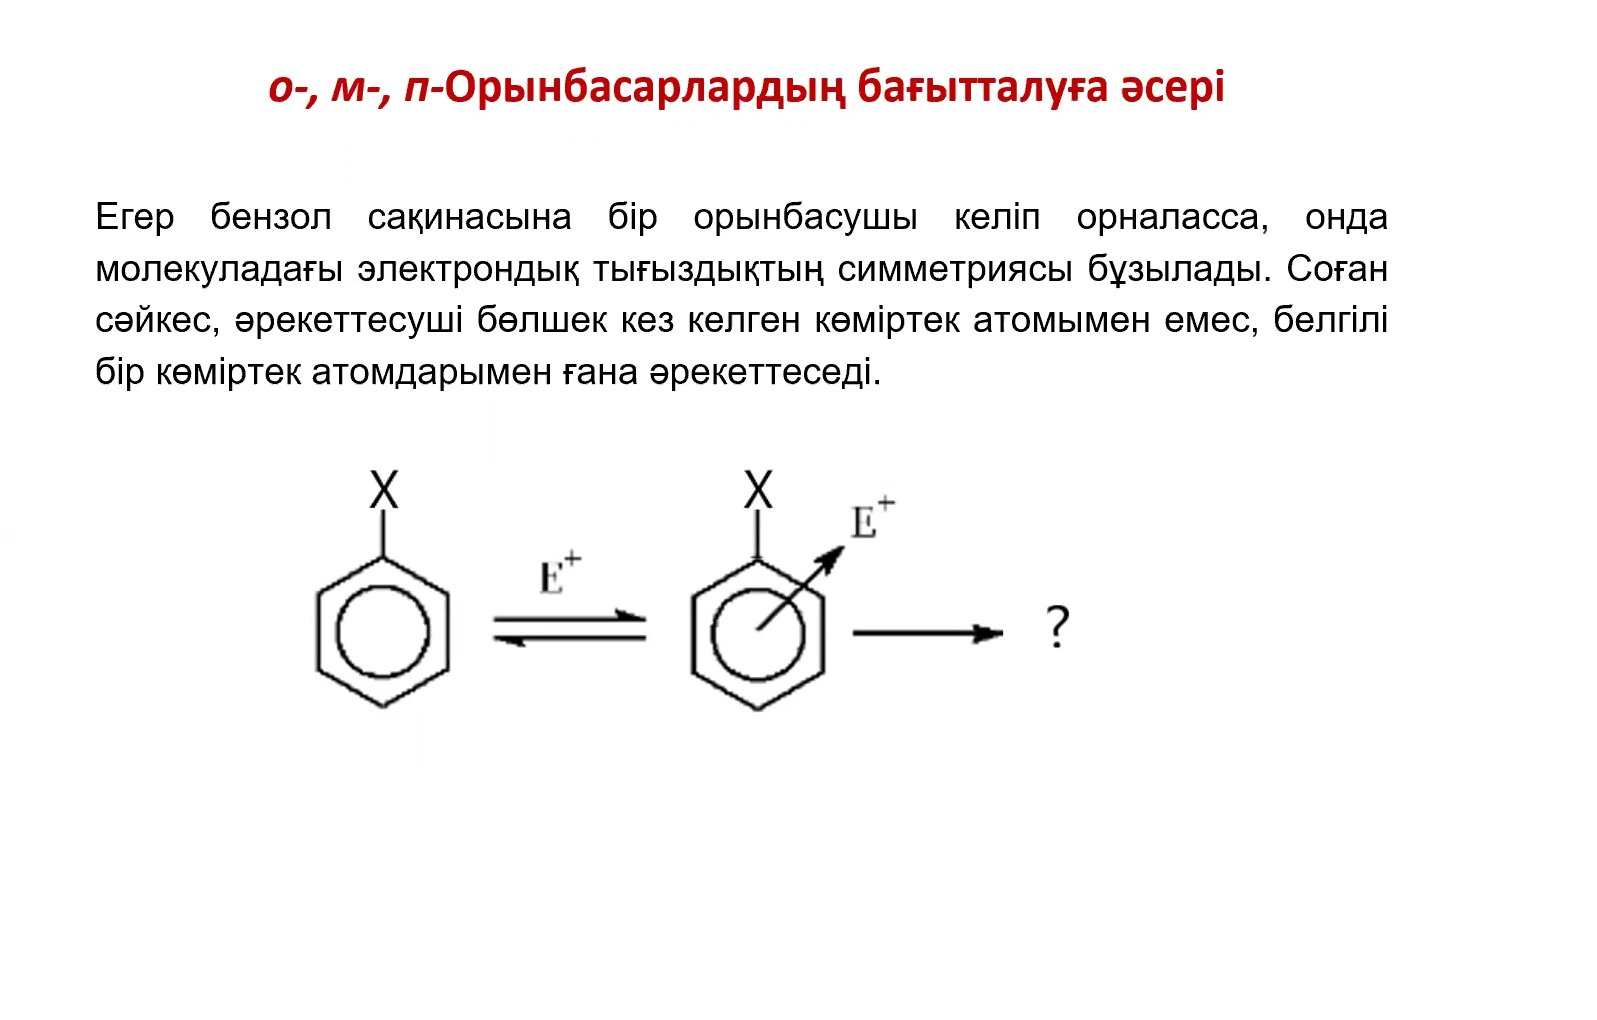 о-, м-, п-Орынбасарлардың бағытталуға әсері
Егер бензол сақинасына бір орынбасушы келіп орналасса, онда
молекуладағы электрондық тығыздықтың симметриясы бұзылады. Соған
сәйкес, әрекеттесуші бөлшек кез келген көміртек атомымен емес, белгілі
бір көміртек атомдарымен ғана әрекеттеседі.
X
X
E+
E+
?